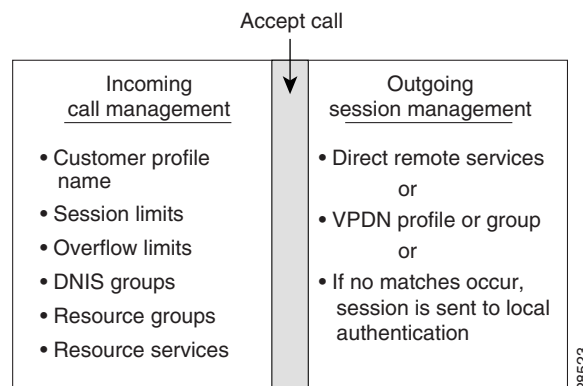 Accept call
Incoming
call management
• Customer profile
name
• Session limits
• Overflow limits
• DNIS groups
• Resource groups
• Resource services
Outgoing
session management
• Direct remote services
or
• VPDN profile or group
or
• If no matches occur,
session is sent to local
authentication